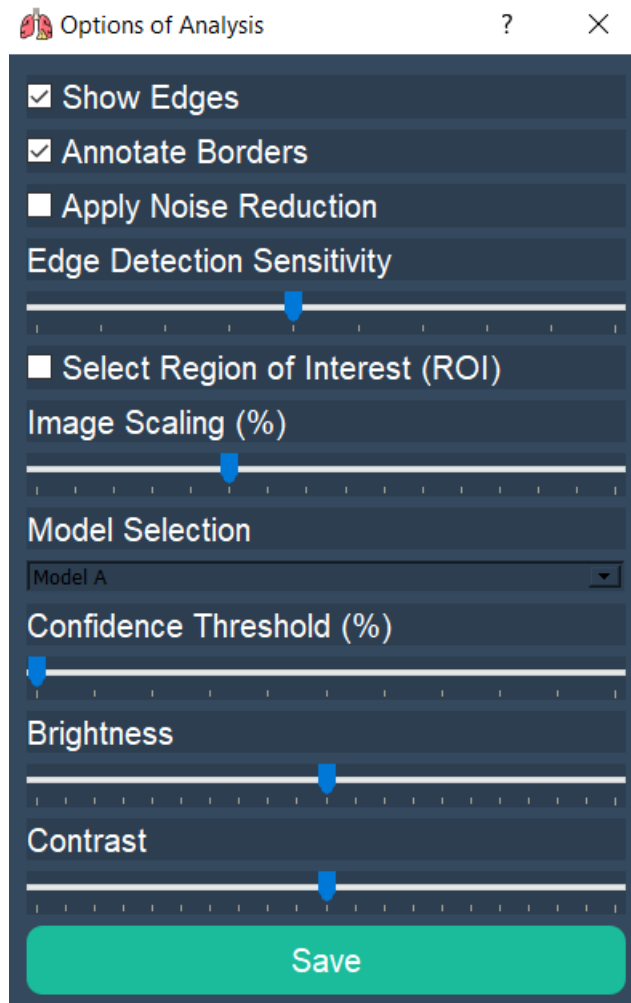 Options of Analysis ?
Show Edges
Annotate Borders
Apply Noise Reduction
Edge Detection Sensitivity
Select Region of Interest (ROI)
Image Scaling (%)
Model Selection
Model A
Confidence Threshold (%)
Brightness
Contrast
Save